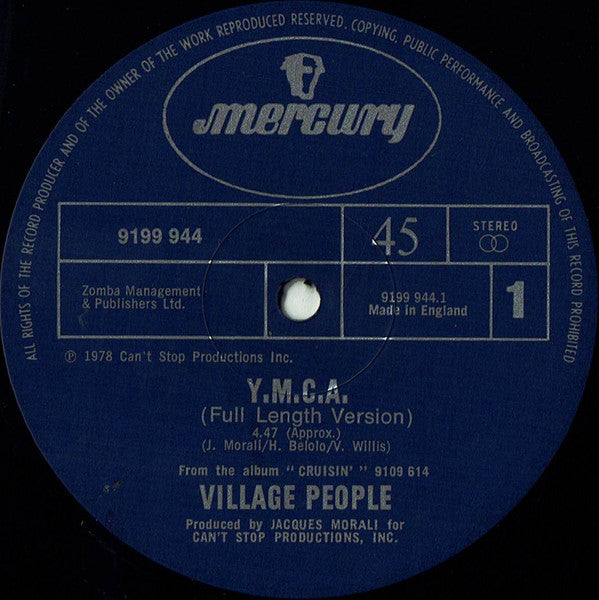 ALL RIGHTS OF THE RECORD PRODUCER AND OF THE OWNER OF THE WORK REPRODUCED RESERVED. COPYING, PUBLIC PERFORMANCE AND BROADCASTING OF THIS RECORD PROHIBITED
mercury
9199 944
45
STEREO
Zomba Management
& Publishers Ltd.
9199 944.1
Made in England
1
℗ 1978 Can't Stop Productions Inc.
Y.M.C.A.
(Full Length Version)
4.47 (Approx.)
(J. Morali/H. Belolo/V. Willis)
From the album "CRUISIN'" 9109 614
VILLAGE PEOPLE
Produced by JACQUES MORALI for
CAN'T STOP PRODUCTIONS, INC.